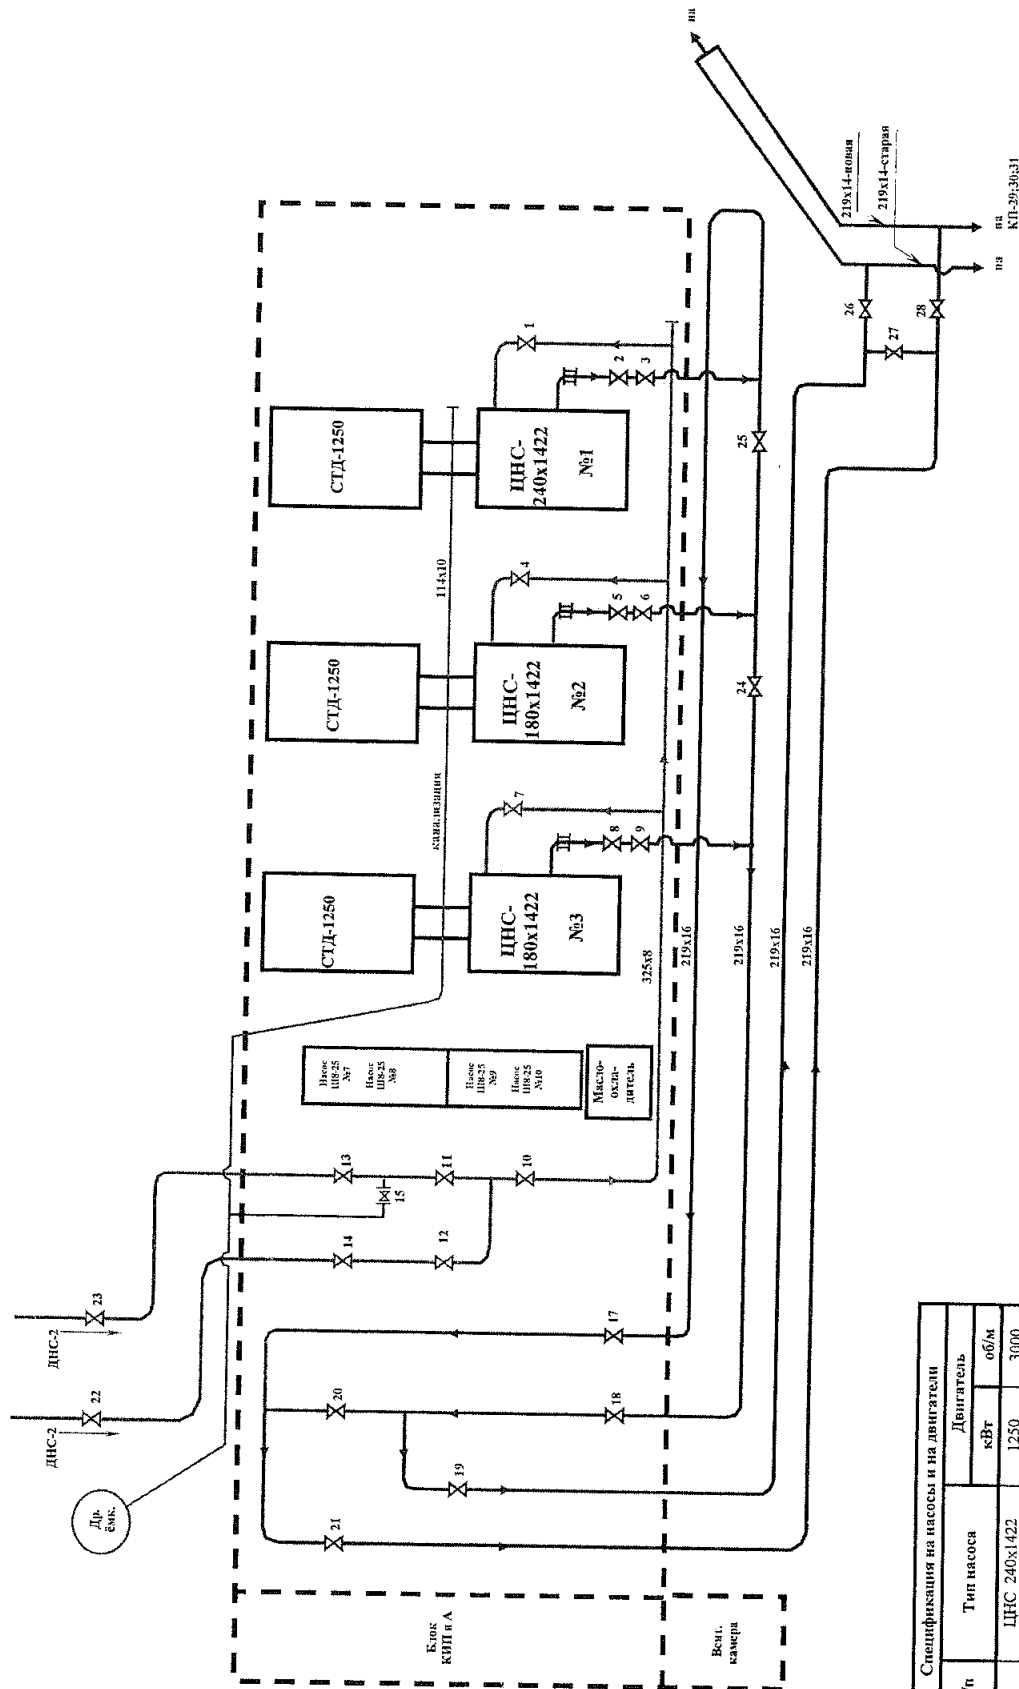 ДНС-2
22
ДНС-2
23
Др.
ёмк.
Блок
КИП и А
Вент.
камера
21
20
19
18
17
14
12
13
11
15
10
Насос
Ш8-25
№7
Насос
Ш8-25
№8
Насос
Ш8-25
№9
Насос
Ш8-25
№10
Масло-
охла-
дитель
СТД-1250
ЦНС-
180х1422
№3
7
8
9
канализация
114х10
СТД-1250
ЦНС-
180х1422
№2
4
5
6
СТД-1250
ЦНС-
240х1422
№1
1
2
3
325х8
219х16
219х16
219х16
219х16
24
25
26
27
28
219х14-новая
219х14-старая
на
на
на
КП-29;30;31
Спецификация на насосы и на двигатели
Тип насоса
Двигатель
кВт
об/м
ЦНС 240х1422
1250
3000